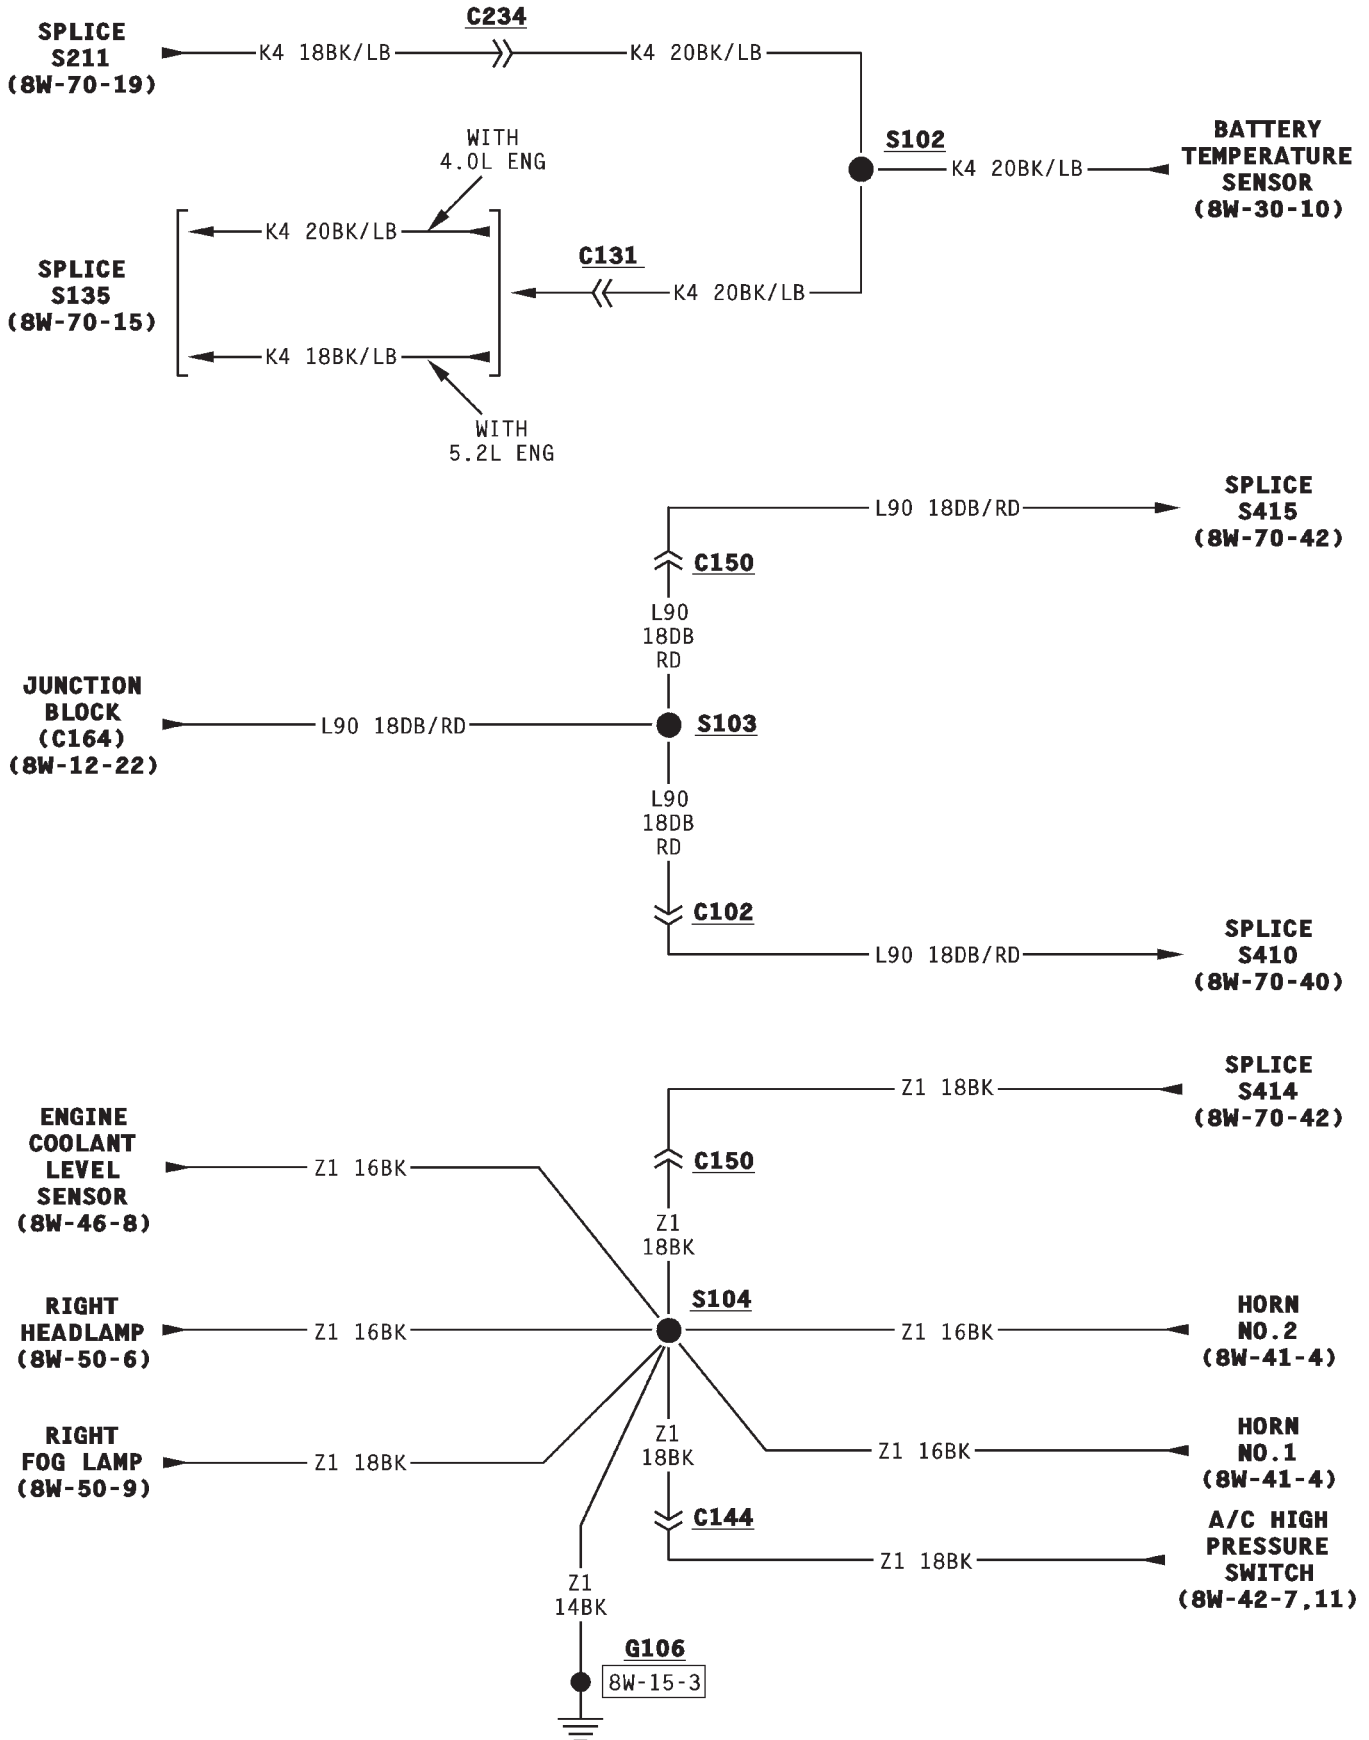 C234
SPLICE
S211
(8W-70-19)
K4 18BK/LB
K4 20BK/LB
WITH
4.0L ENG
S102
K4 20BK/LB
BATTERY
TEMPERATURE
SENSOR
(8W-30-10)
SPLICE
S135
(8W-70-15)
K4 20BK/LB
C131
K4 20BK/LB
K4 18BK/LB
WITH
5.2L ENG
L90 18DB/RD
SPLICE
S415
(8W-70-42)
C150
L90
18DB
RD
JUNCTION
BLOCK
(C164)
(8W-12-22)
L90 18DB/RD
S103
L90
18DB
RD
C102
L90 18DB/RD
SPLICE
S410
(8W-70-40)
Z1 18BK
SPLICE
S414
(8W-70-42)
ENGINE
COOLANT
LEVEL
SENSOR
(8W-46-8)
Z1 16BK
C150
Z1
18BK
S104
RIGHT
HEADLAMP
(8W-50-6)
Z1 16BK
Z1 16BK
HORN
NO.2
(8W-41-4)
RIGHT
FOG LAMP
(8W-50-9)
Z1 18BK
Z1
18BK
Z1 16BK
HORN
NO.1
(8W-41-4)
C144
Z1 18BK
A/C HIGH
PRESSURE
SWITCH
(8W-42-7,11)
Z1
14BK
G106
8W-15-3